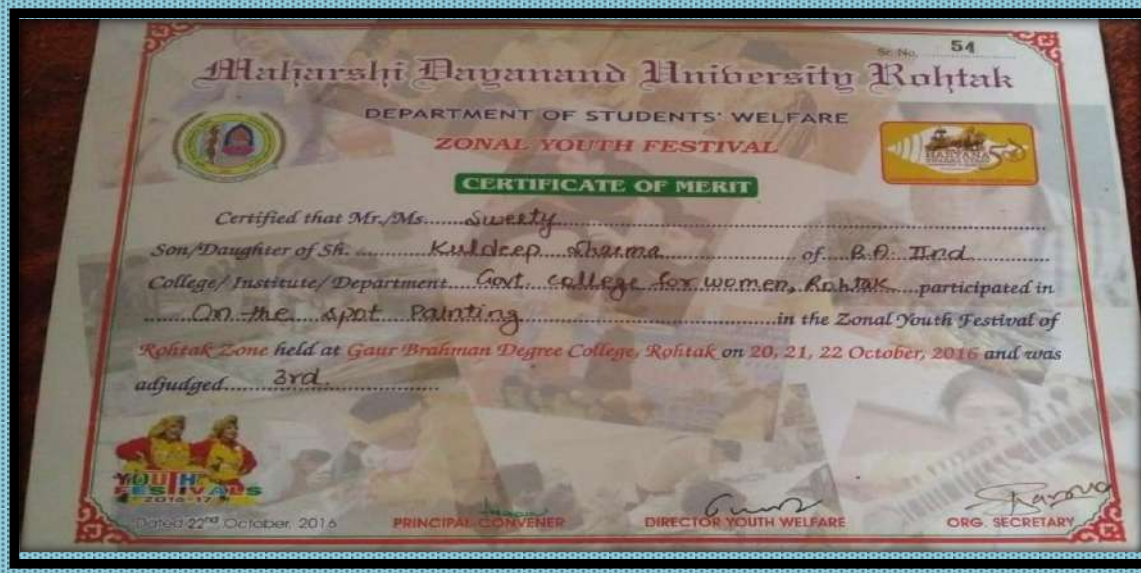 Sr. No. 54
Maharshi Dayanand University Rohtak
DEPARTMENT OF STUDENTS' WELFARE
ZONAL YOUTH FESTIVAL
HARYANA
CERTIFICATE OF MERIT
Certified that Mr./Ms. Sweety
Son/Daughter of Sh. Kuldeep Sharma of B.A. IInd
College/Institute/Department Govt. college for women, Rohtak participated in
On the spot Painting in the Zonal Youth Festival of
Rohtak Zone held at Gaur Brahman Degree College, Rohtak on 20, 21, 22 October, 2016 and was
adjudged 3rd.
YOUTH
FESTIVALS
2016-17
Dated 22nd October, 2016
PRINCIPAL-CONVENER
DIRECTOR YOUTH WELFARE
ORG. SECRETARY